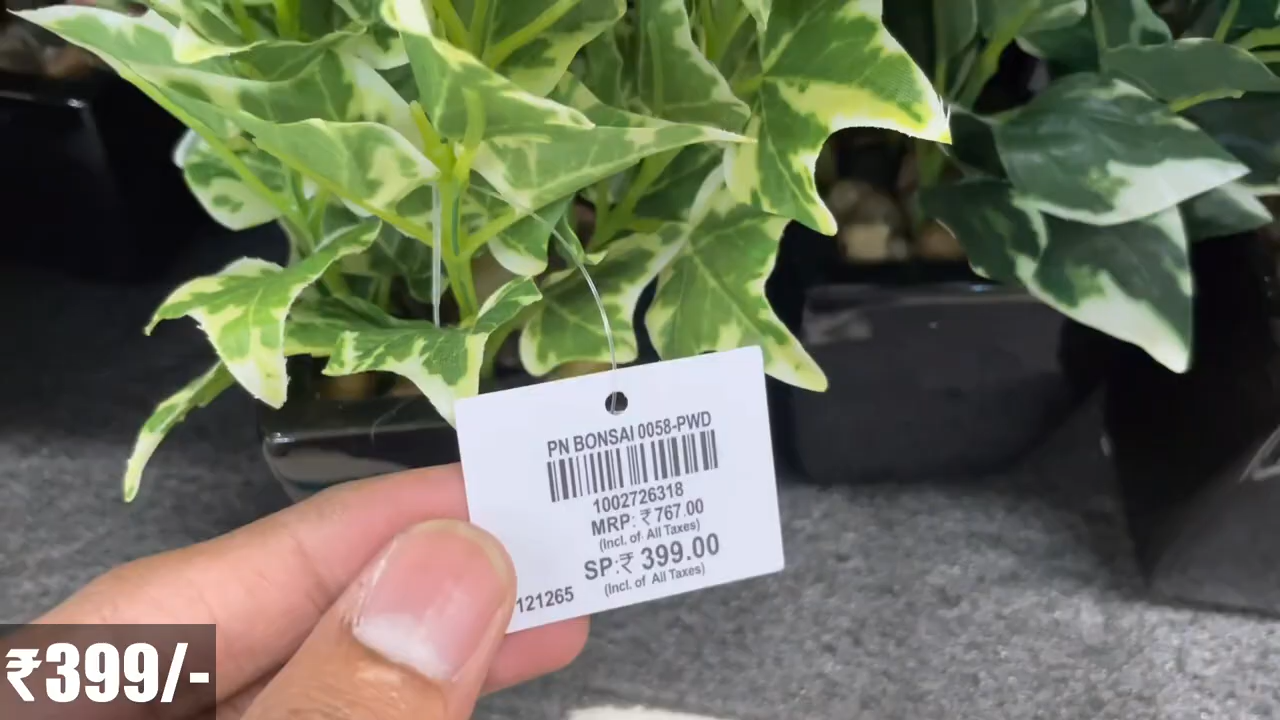 PN BONSAI 0058-PWD
1002726318
MRP: ₹767.00
(Incl. of. All Taxes)
SP:₹ 399.00
(Incl. of All Taxes)
121265
₹399/-